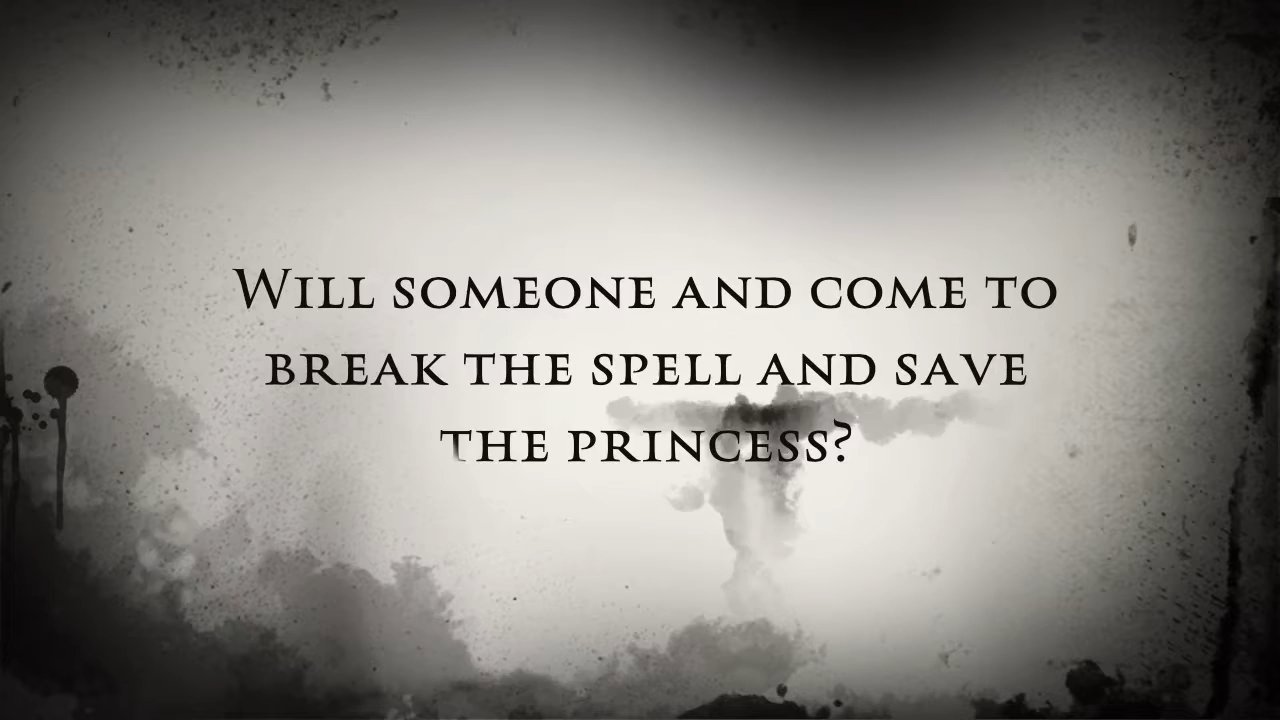 Will someone and come to
break the spell and save
the princess?